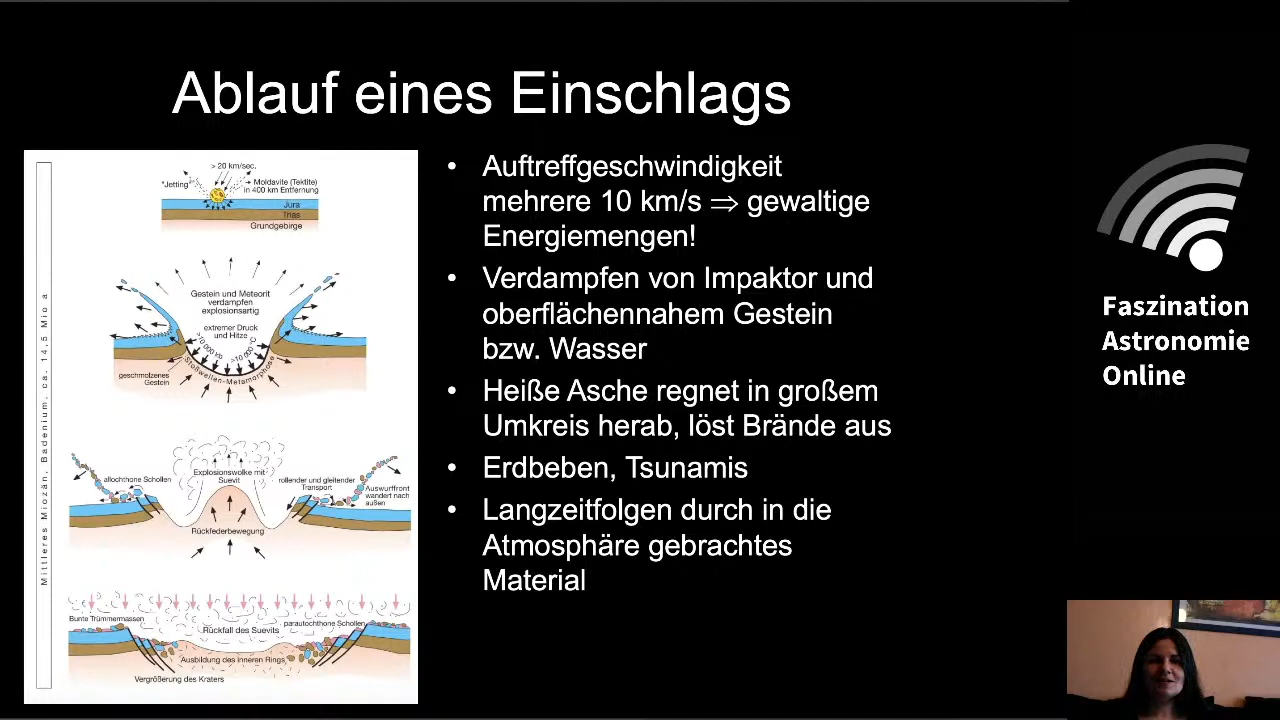 Ablauf eines Einschlags
Mittleres Miozän, Badenium, ca. 14,5 Mio a
> 20 km/sec.
"Jetting"
Moldavite (Tektite)
in 400 km Entfernung
Jura
Trias
Grundgebirge
Gestein und Meteorit
verdampfen
explosionsartig
extremer Druck
und Hitze
>10 000 °C
Stoßwellen-Metamorphose
geschmolzenes
Gestein
Explosionswolke mit
Suevit
allochthone Schollen
rollender und gleitender
Transport
Auswurffront
wandert nach
außen
Rückfederbewegung
Bunte Trümmermassen
Rückfall des Suevits
parautochthone Schollen
Ausbildung des inneren Rings
Vergrößerung des Kraters
• Auftreffgeschwindigkeit
mehrere 10 km/s ⇒ gewaltige
Energiemengen!
• Verdampfen von Impaktor und
oberflächennahem Gestein
bzw. Wasser
• Heiße Asche regnet in großem
Umkreis herab, löst Brände aus
• Erdbeben, Tsunamis
• Langzeitfolgen durch in die
Atmosphäre gebrachtes
Material
Faszination
Astronomie
Online